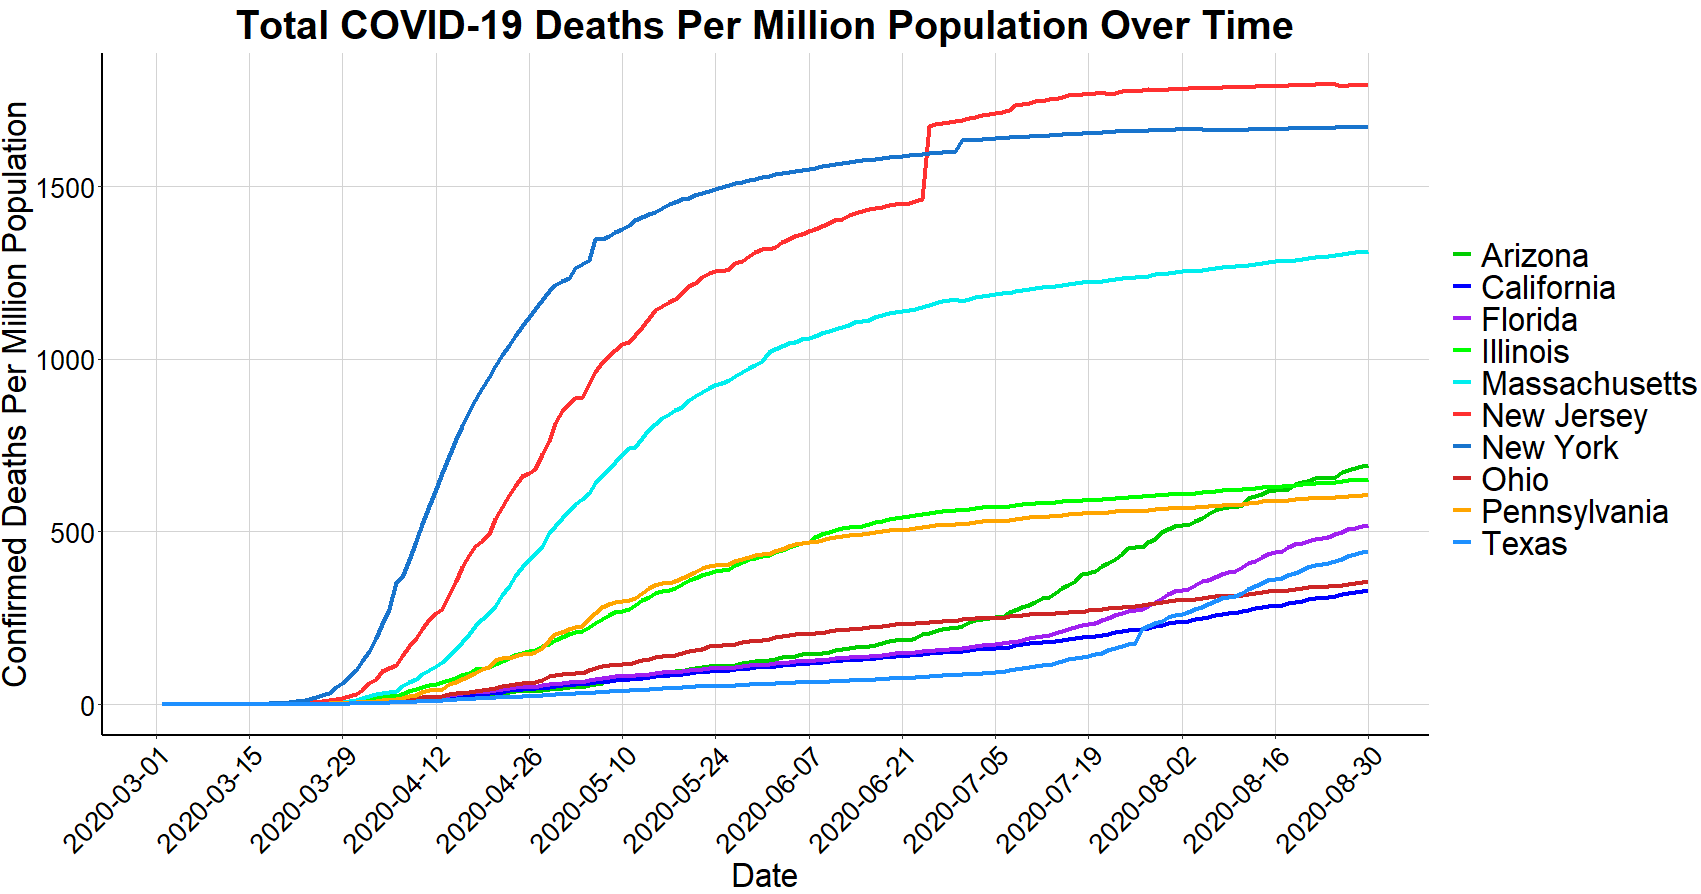 Total COVID-19 Deaths Per Million Population Over Time
Confirmed Deaths Per Million Population
1500
1000
500
0
2020-03-01
2020-03-15
2020-03-29
2020-04-12
2020-04-26
2020-05-10
2020-05-24
2020-06-07
2020-06-21
2020-07-05
2020-07-19
2020-08-02
2020-08-16
2020-08-30
Date
Arizona
California
Florida
Illinois
Massachusetts
New Jersey
New York
Ohio
Pennsylvania
Texas